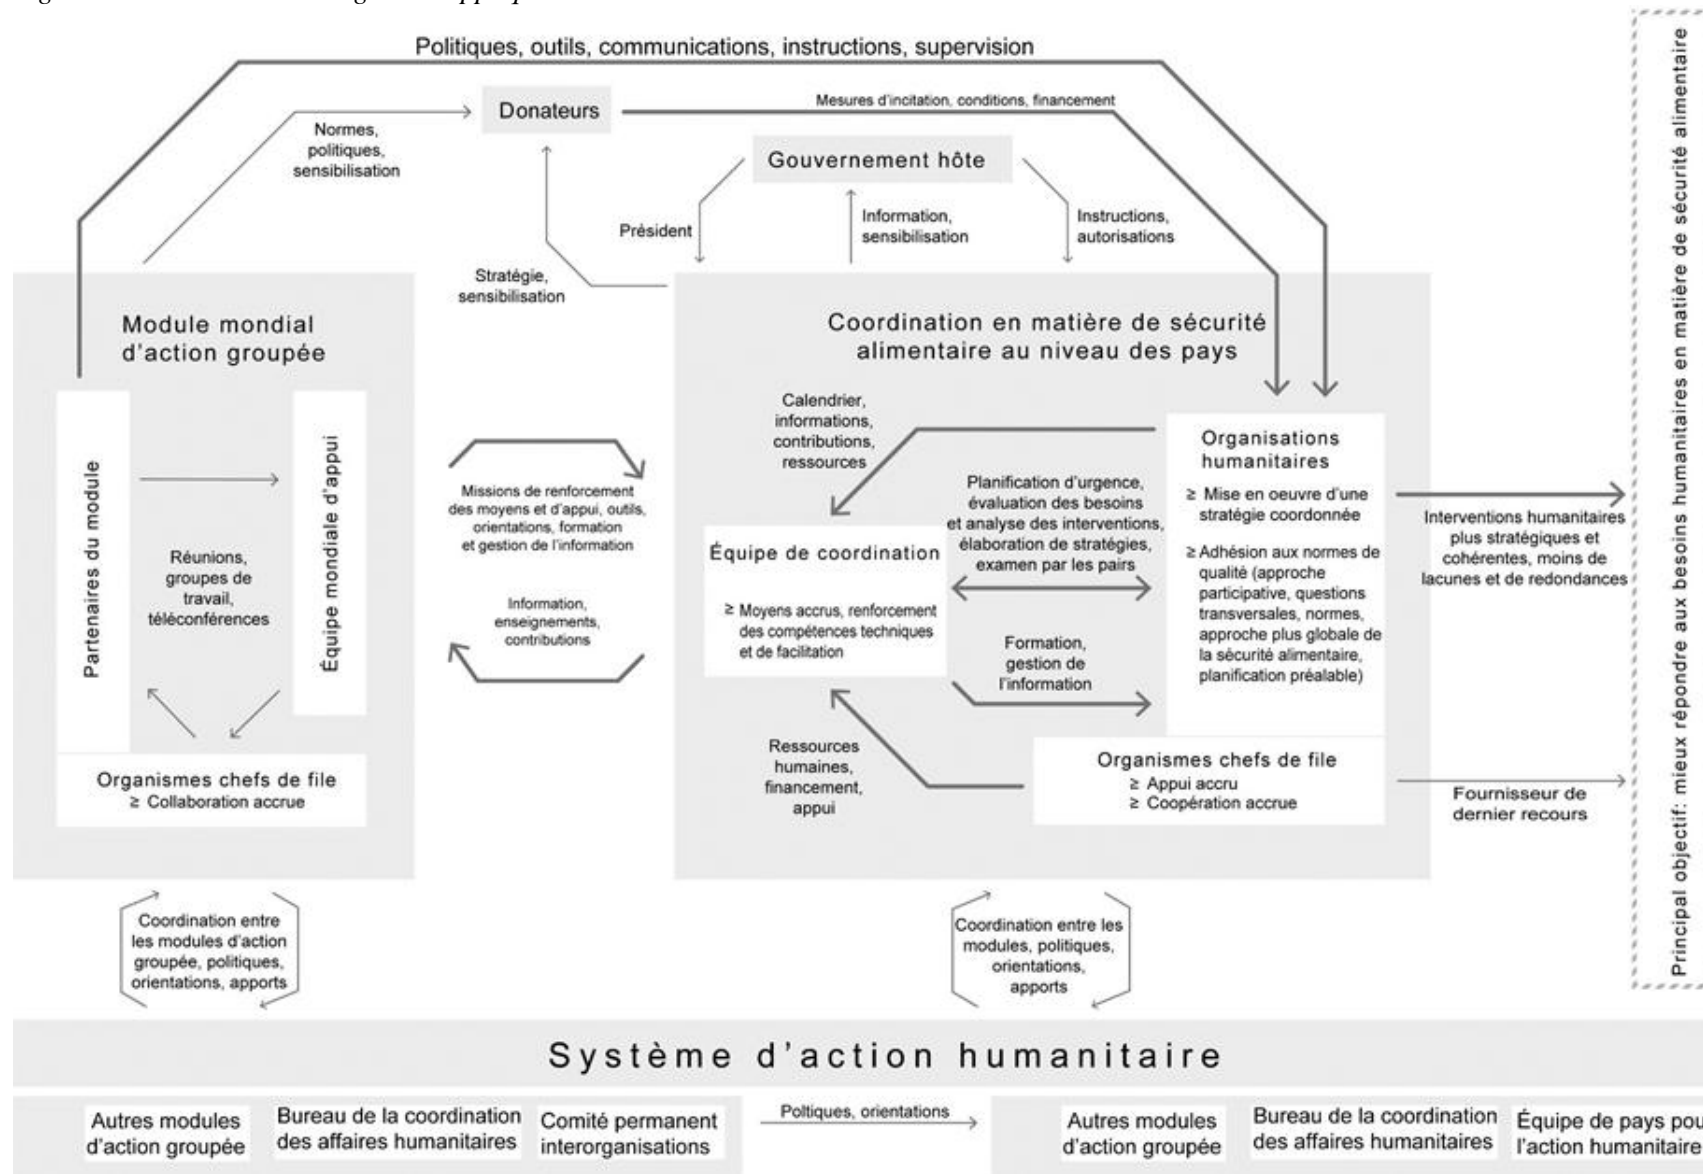 Politiques, outils, communications, instructions, supervision
Donateurs
Mesures d'incitation, conditions, financement
Normes,
politiques,
sensibilisation
Gouvernement hôte
Président
Information,
sensibilisation
Instructions,
autorisations
Stratégie,
sensibilisation
Module mondial
d'action groupée
Partenaires du module
Équipe mondiale d'appui
Réunions,
groupes de
travail,
téléconférences
Organismes chefs de file
≥ Collaboration accrue
Missions de renforcement
des moyens et d'appui, outils,
orientations, formation
et gestion de l'information
Information,
enseignements,
contributions
Coordination en matière de sécurité
alimentaire au niveau des pays
Calendrier,
informations,
contributions,
ressources
Équipe de coordination
≥ Moyens accrus, renforcement
des compétences techniques
et de facilitation
Planification d'urgence,
évaluation des besoins
et analyse des interventions,
élaboration de stratégies,
examen par les pairs
Formation,
gestion de
l'information
Ressources
humaines,
financement,
appui
Organisations
humanitaires
≥ Mise en oeuvre d'une
stratégie coordonnée
≥ Adhésion aux normes de
qualité (approche
participative, questions
transversales, normes,
approche plus globale de
la sécurité alimentaire,
planification préalable)
Organismes chefs de file
≥ Appui accru
≥ Coopération accrue
Interventions humanitaires
plus stratégiques et
cohérentes, moins de
lacunes et de redondances
Fournisseur de
dernier recours
Principal objectif: mieux répondre aux besoins humanitaires en matière de sécurité alimentaire
Coordination entre
les modules d'action
groupée, politiques,
orientations, apports
Coordination entre les
modules, politiques,
orientations,
apports
Système d'action humanitaire
Autres modules
d'action groupée
Bureau de la coordination
des affaires humanitaires
Comité permanent
interorganisations
Poltiques, orientations
Autres modules
d'action groupée
Bureau de la coordination
des affaires humanitaires
Équipe de pays pou
l'action humanitaire